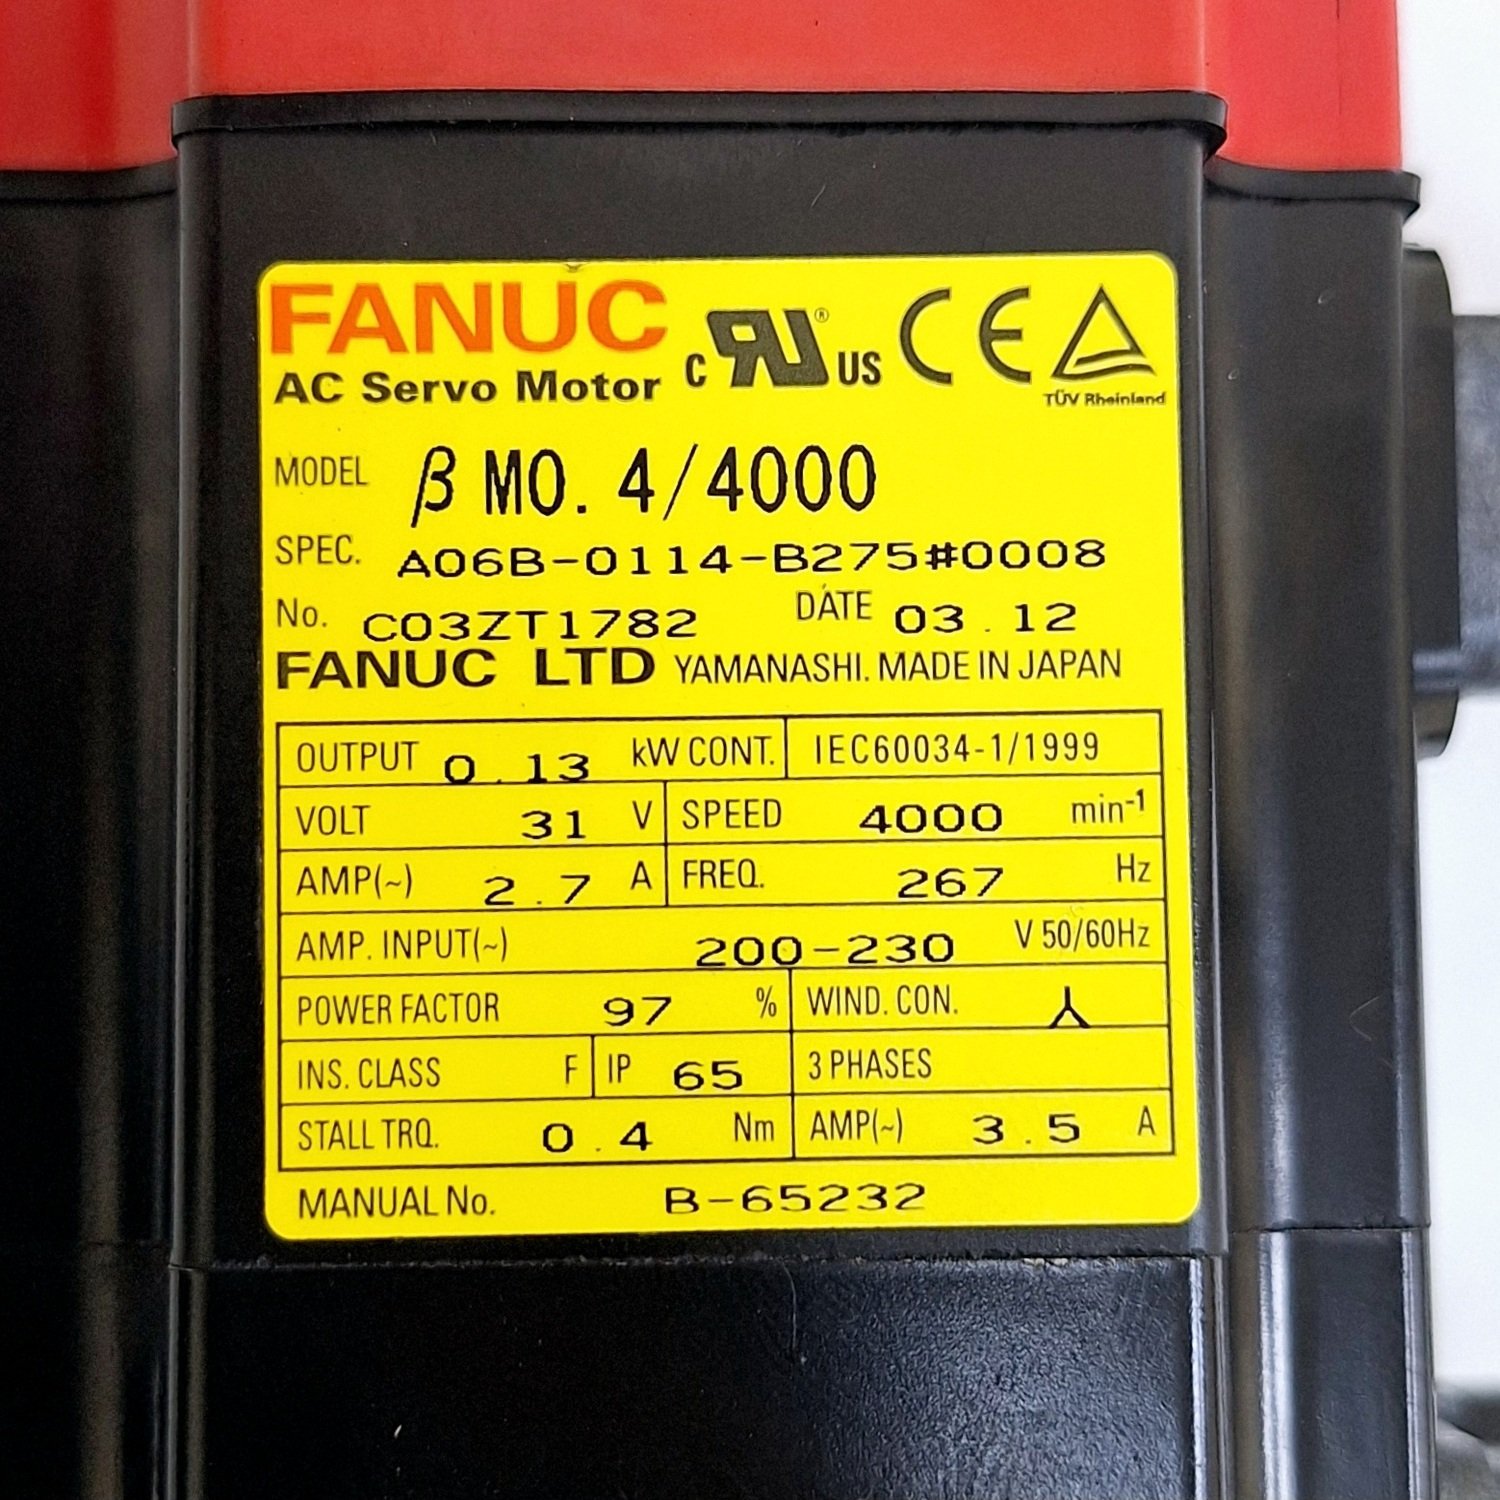 FANUC
AC Servo Motor
c RU ® US CE
TÜV Rheinland
MODEL β M0. 4/4000
SPEC. A06B-0114-B275#0008
No. C03ZT1782 DATE 03.12
FANUC LTD YAMANASHI. MADE IN JAPAN
OUTPUT 0.13 kW CONT. IEC60034-1/1999
VOLT 31 V SPEED 4000 min-1
AMP(~) 2.7 A FREQ. 267 Hz
AMP. INPUT(~) 200-230 V 50/60Hz
POWER FACTOR 97 % WIND. CON. 人
INS. CLASS F IP 65 3 PHASES
STALL TRQ. 0.4 Nm AMP(~) 3.5 A
MANUAL No. B-65232